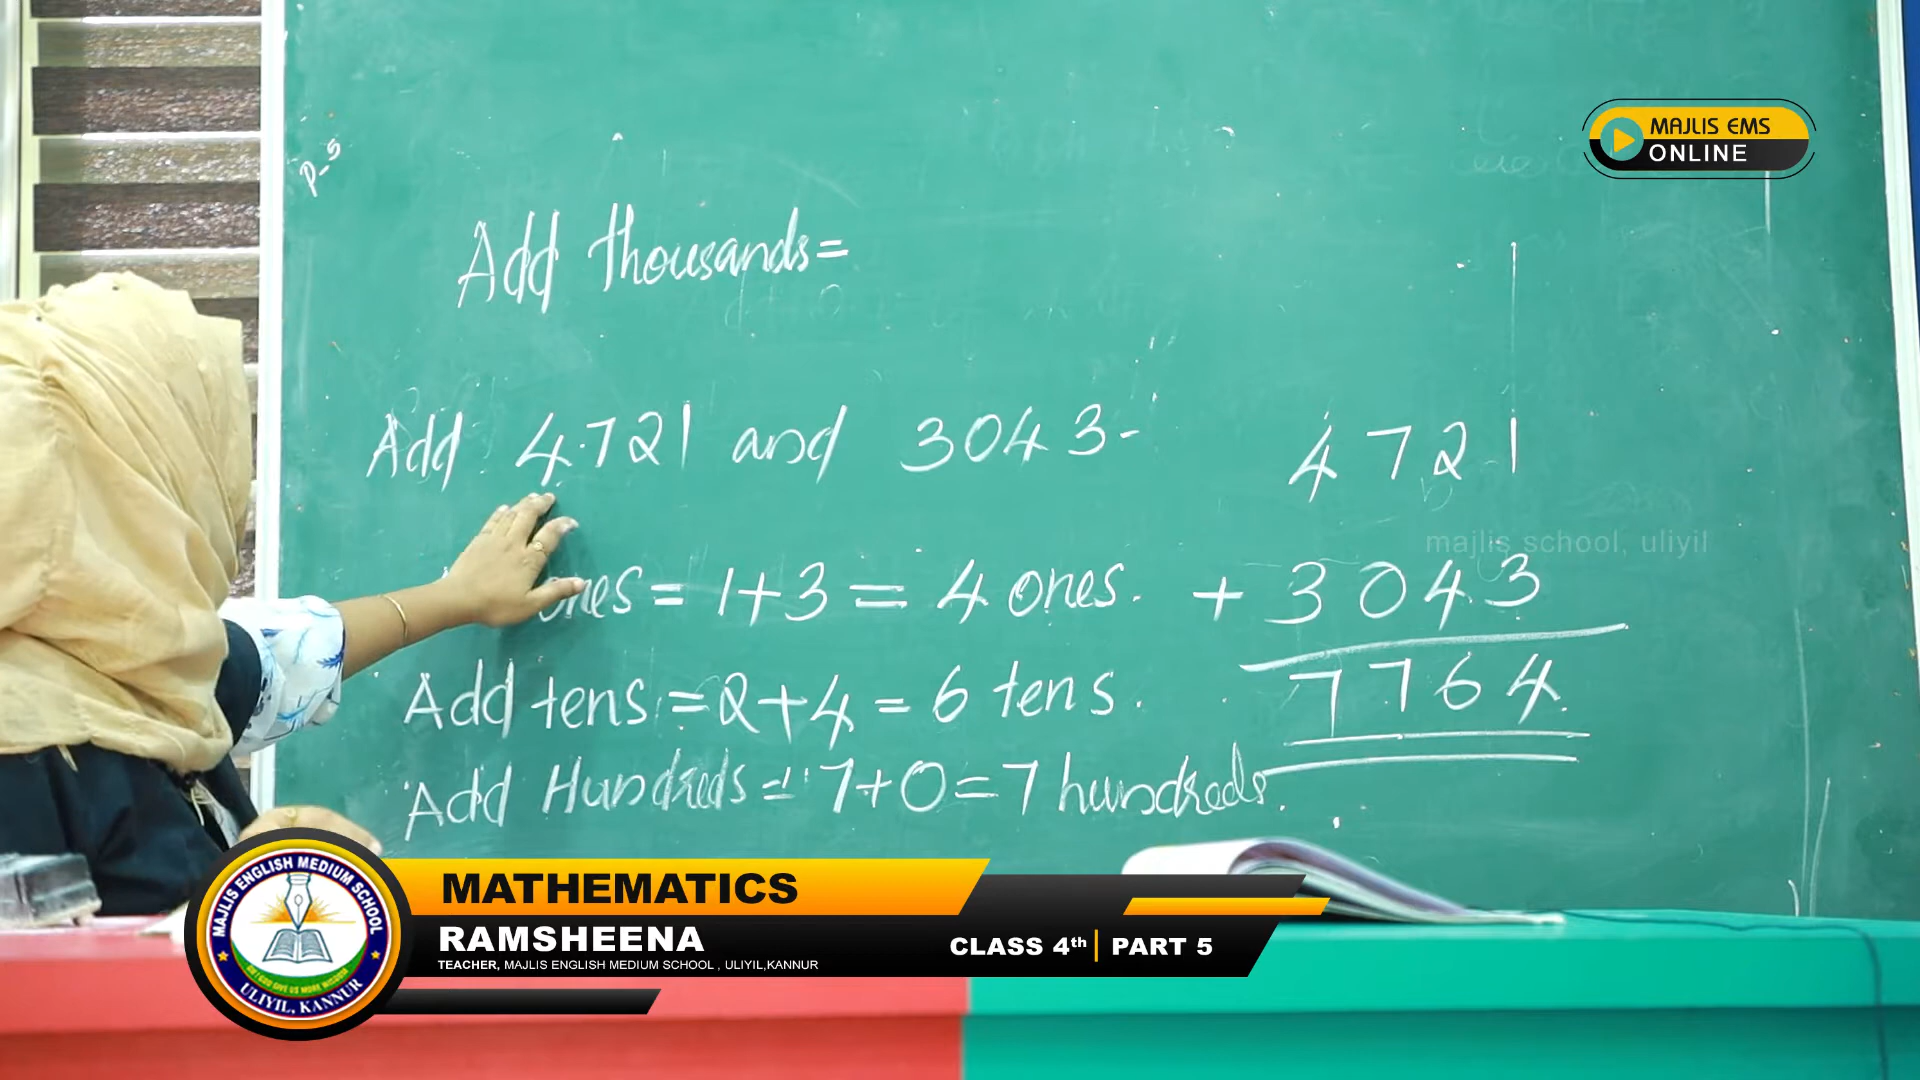 MAJLIS EMS
ONLINE
P-5
Add thousands=
Add 4721 and 3043-
ones = 1+3 = 4 ones.
Add tens = 2+4 = 6 tens.
Add Hundreds = 7+0=7 hundreds.
4721
majlis school, uliyil
+ 3043
7764
MATHEMATICS
RAMSHEENA
TEACHER, MAJLIS ENGLISH MEDIUM SCHOOL , ULIYIL,KANNUR
CLASS 4th | PART 5
MAJLIS ENGLISH MEDIUM SCHOOL
ULIYIL, KANNUR